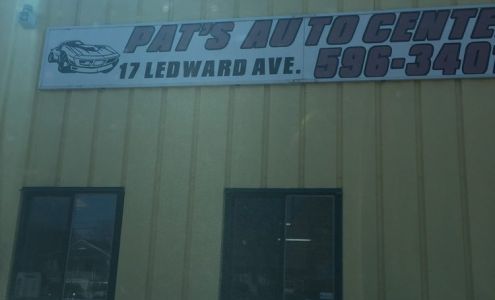 PAT'S AUTO CENTE
17 LEDWARD AVE. 596-340